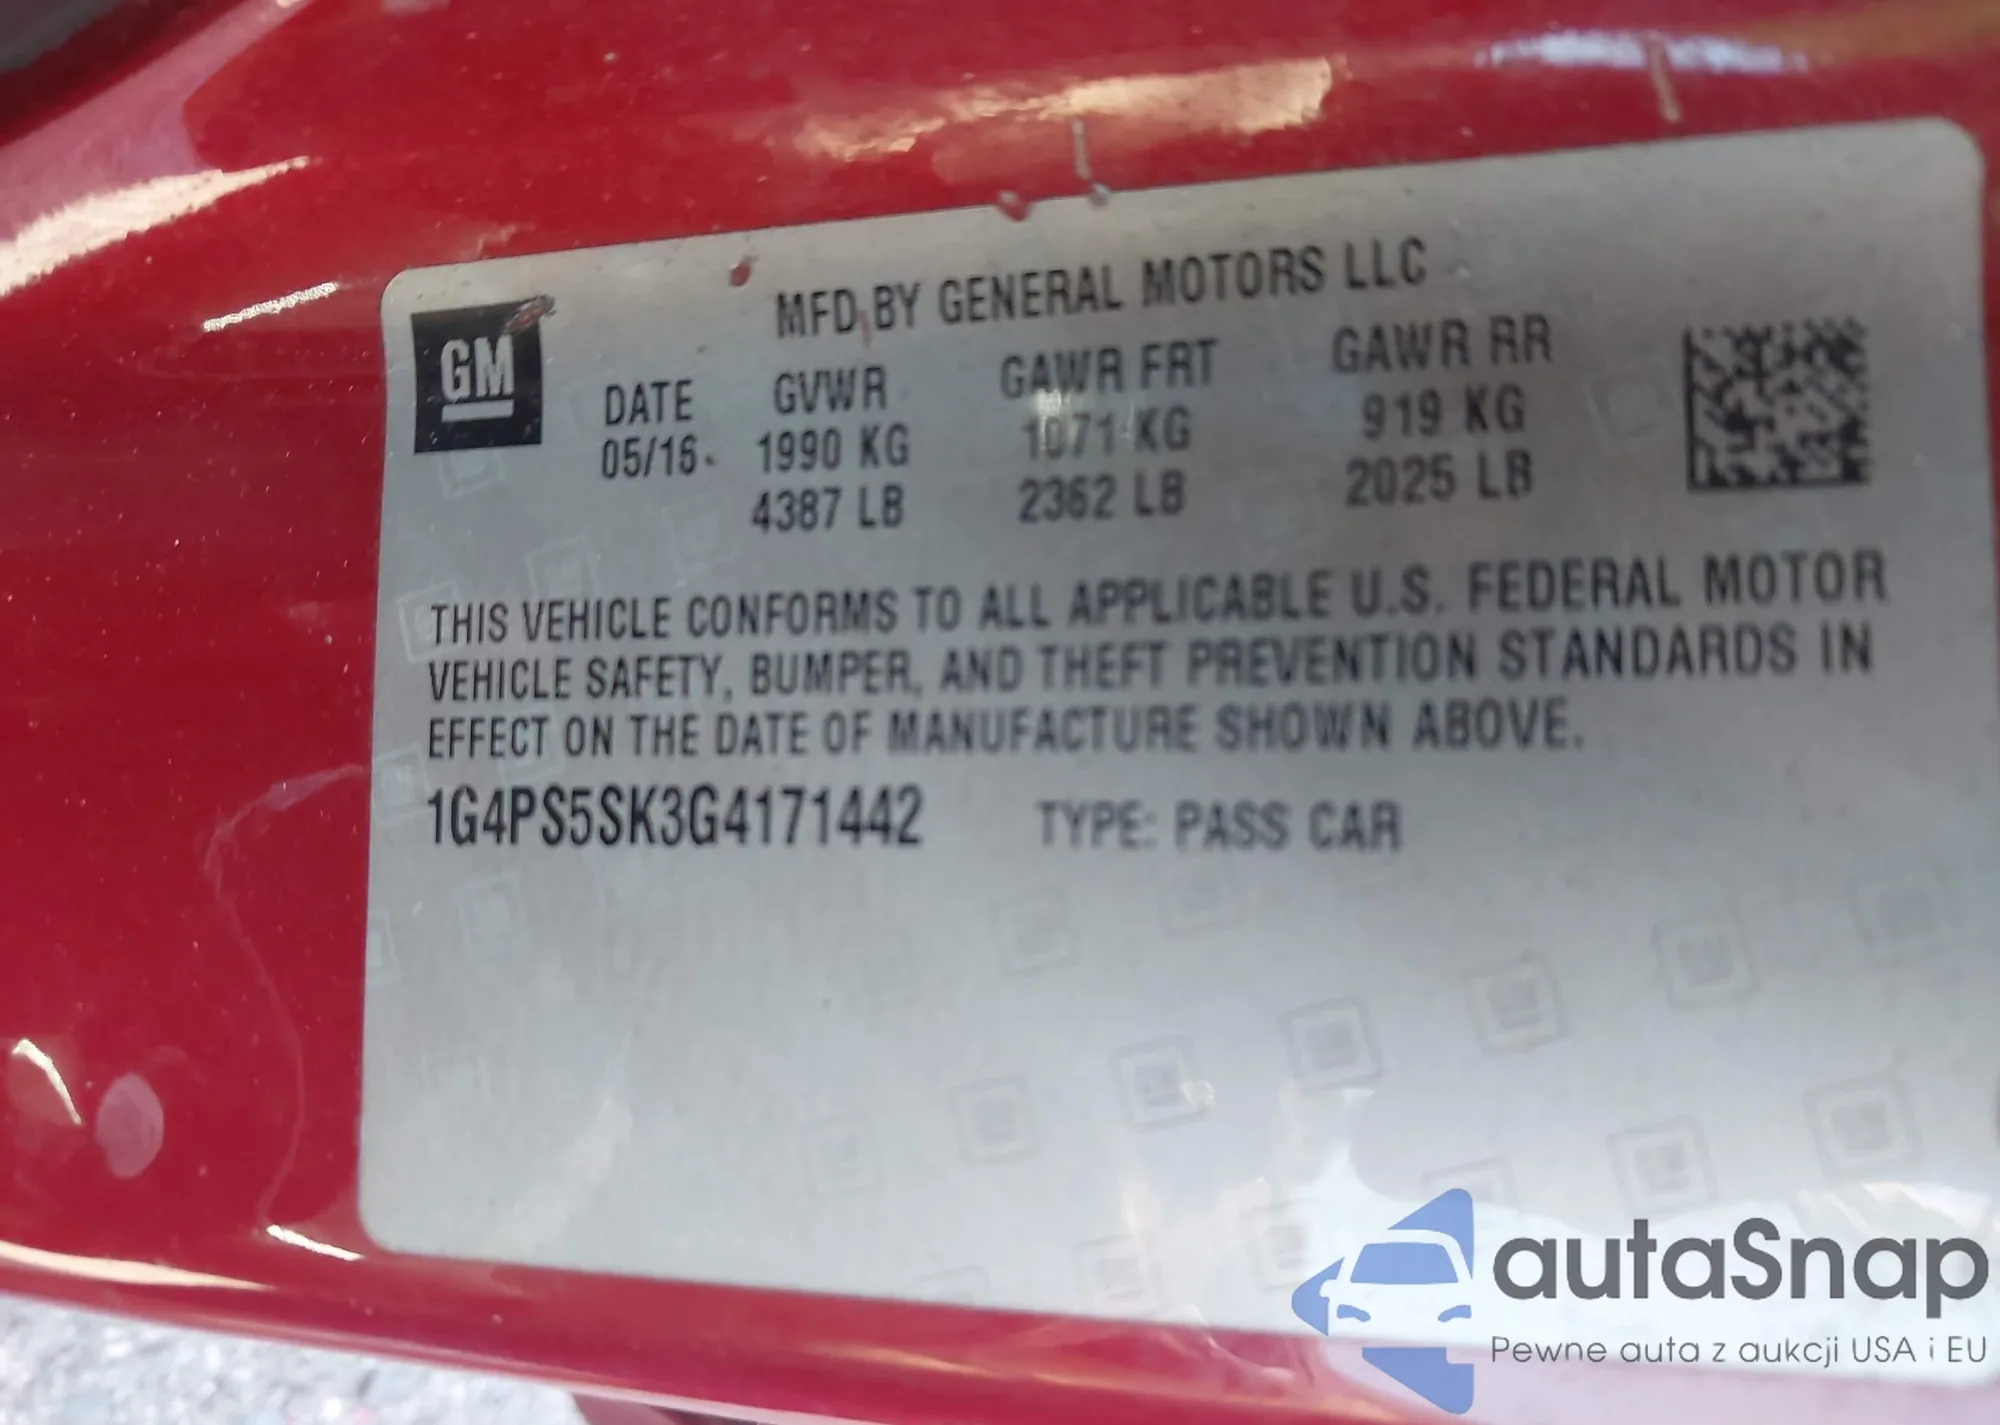 MFD BY GENERAL MOTORS LLC
GM
DATE GVWR GAWR FRT GAWR RR
05/16 1990 KG 1071 KG 919 KG
4387 LB 2362 LB 2025 LB
THIS VEHICLE CONFORMS TO ALL APPLICABLE U.S. FEDERAL MOTOR
VEHICLE SAFETY, BUMPER, AND THEFT PREVENTION STANDARDS IN
EFFECT ON THE DATE OF MANUFACTURE SHOWN ABOVE.
1G4PS5SK3G4171442 TYPE: PASS CAR
autaSnap
Pewne auta z aukcji USA i EU